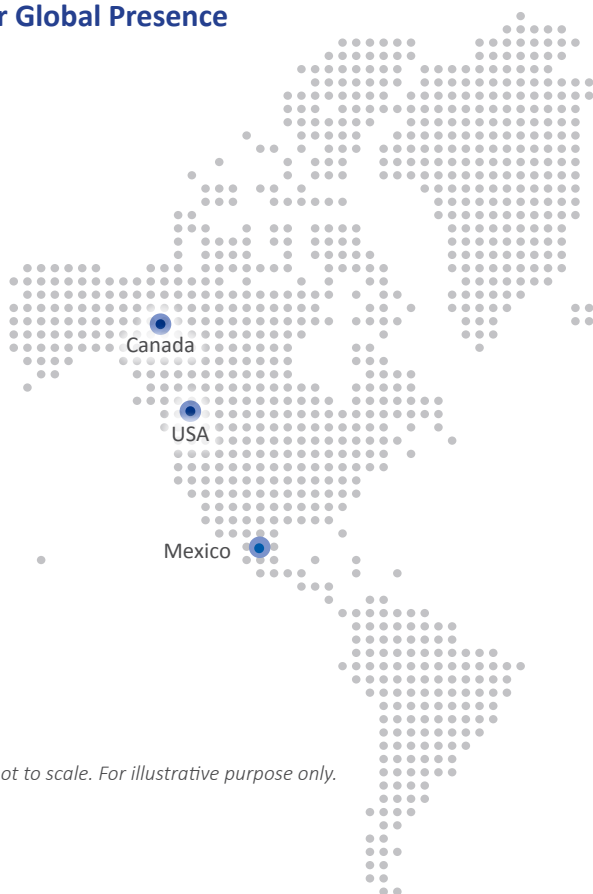 r Global Presence
Canada
USA
Mexico
ot to scale. For illustrative purpose only.